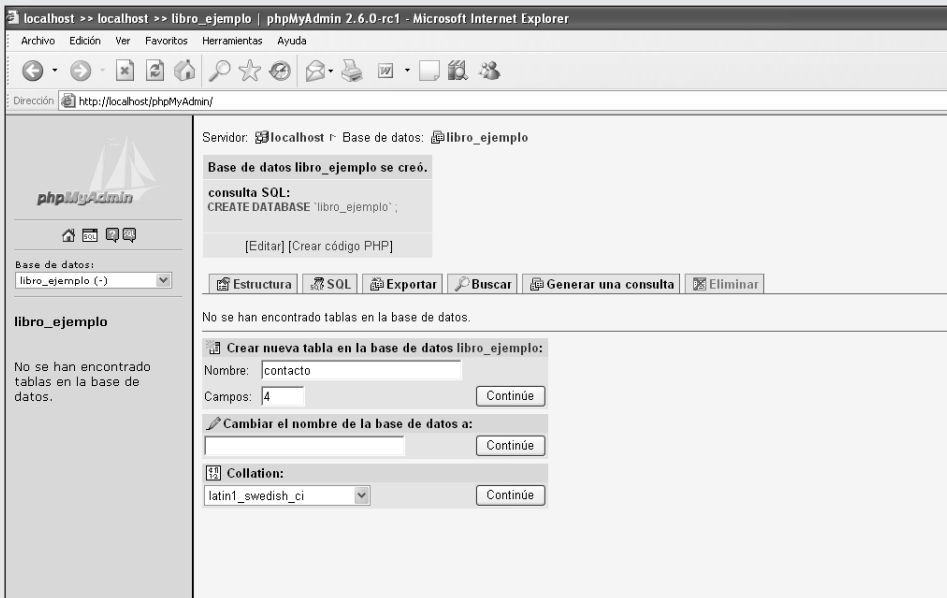 localhost >> localhost >> libro_ejemplo | phpMyAdmin 2.6.0-rc1 - Microsoft Internet Explorer
Archivo Edición Ver Favoritos Herramientas Ayuda
Dirección http://localhost/phpMyAdmin/
phpMyAdmin
SQL
Base de datos:
libro_ejemplo (-)
libro_ejemplo
No se han encontrado
tablas en la base de
datos.
Servidor: localhost Base de datos: libro_ejemplo
Base de datos libro_ejemplo se creó.
consulta SQL:
CREATE DATABASE `libro_ejemplo` ;
[Editar] [Crear código PHP]
Estructura SQL Exportar Buscar Generar una consulta Eliminar
No se han encontrado tablas en la base de datos.
Crear nueva tabla en la base de datos libro_ejemplo:
Nombre: contacto
Campos: 4 Continúe
Cambiar el nombre de la base de datos a:
Continúe
Collation:
latin1_swedish_ci Continúe